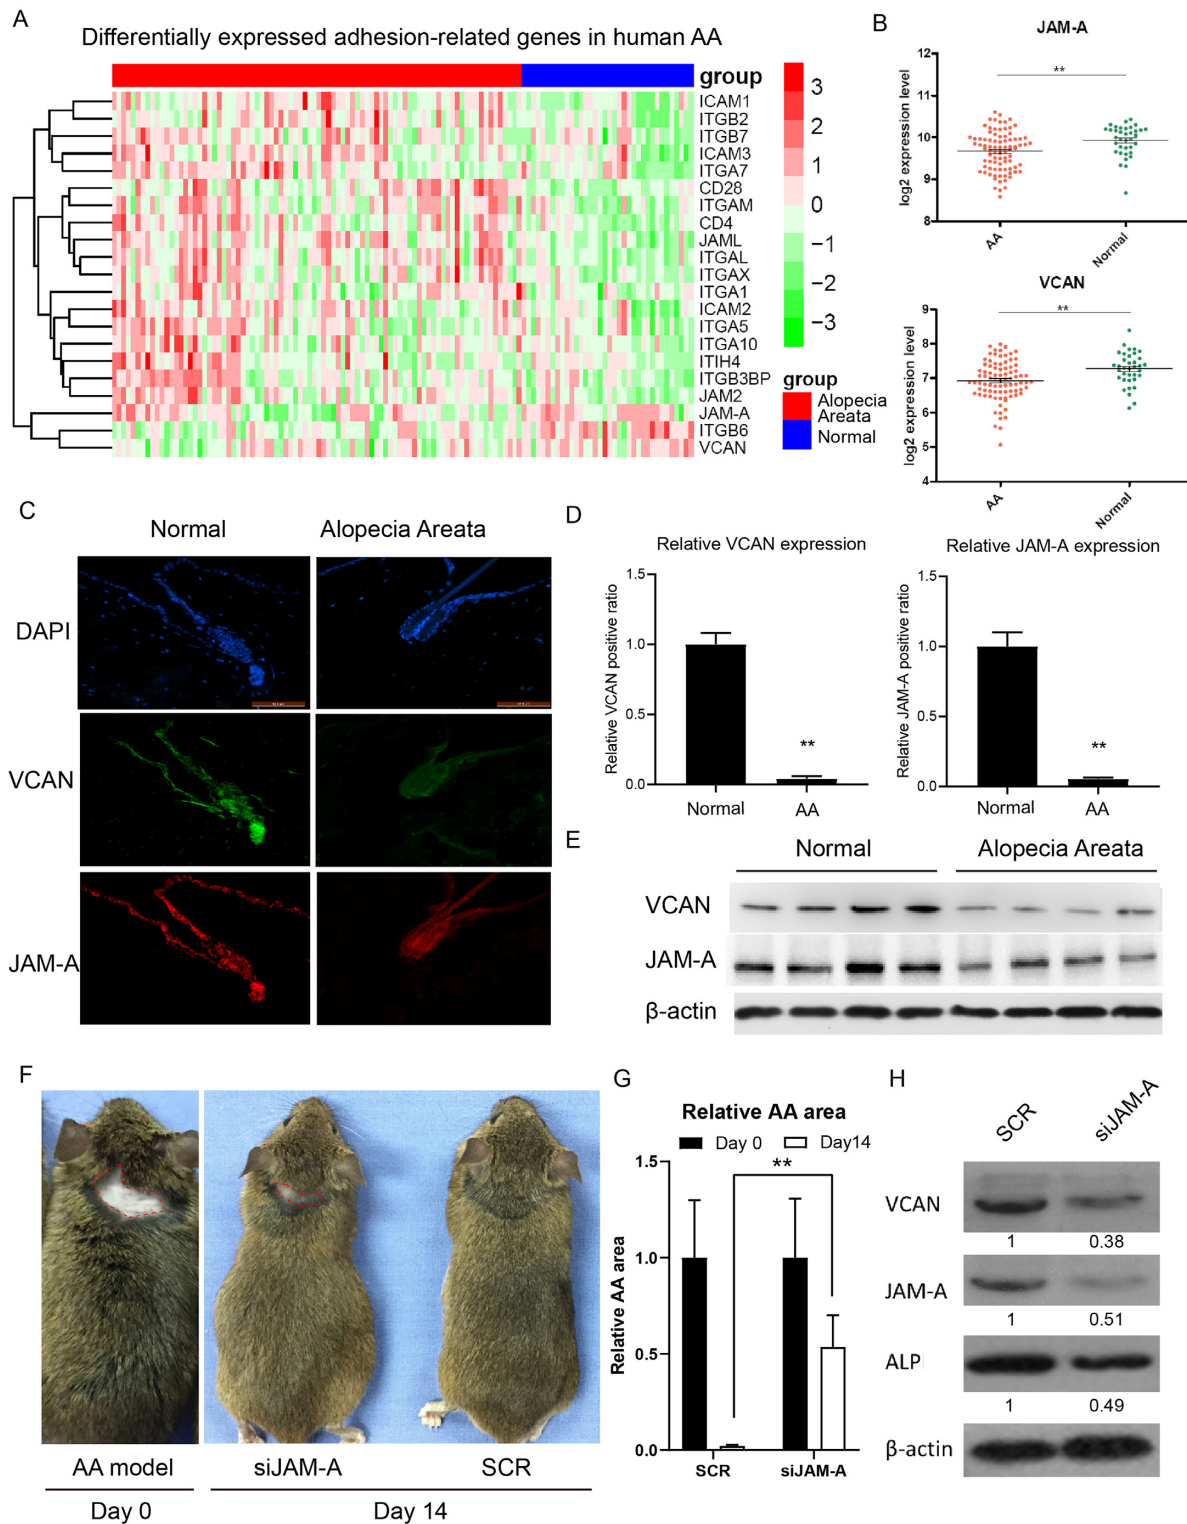 A
Differentially expressed adhesion-related genes in human AA
group
ICAM1
ITGB2
ITGB7
ICAM3
ITGA7
CD28
ITGAM
CD4
JAML
ITGAL
ITGAX
ITGA1
ICAM2
ITGA5
ITGA10
ITIH4
ITGB3BP
JAM2
JAM-A
ITGB6
VCAN
3
2
1
0
−1
−2
−3
group
Alopecia
Areata
Normal
B
JAM-A
log2 expression level
12
11
10
9
8
**
AA
Normal
VCAN
log2 expression level
9
8
7
6
5
4
**
AA
Normal
C
Normal
Alopecia Areata
DAPI
VCAN
JAM-A
D
Relative VCAN expression
Relative VCAN positive ratio
1.5
1.0
0.5
0.0
**
Normal
AA
Relative JAM-A expression
Relative JAM-A positive ratio
1.5
1.0
0.5
0.0
**
Normal
AA
E
Normal
Alopecia Areata
VCAN
JAM-A
β-actin
F
AA model
siJAM-A
SCR
Day 0
Day 14
G
Relative AA area
Day 0
Day14
Relative AA area
1.5
1.0
0.5
0.0
**
SCR
siJAM-A
H
SCR
siJAM-A
VCAN
1
0.38
JAM-A
1
0.51
ALP
1
0.49
β-actin